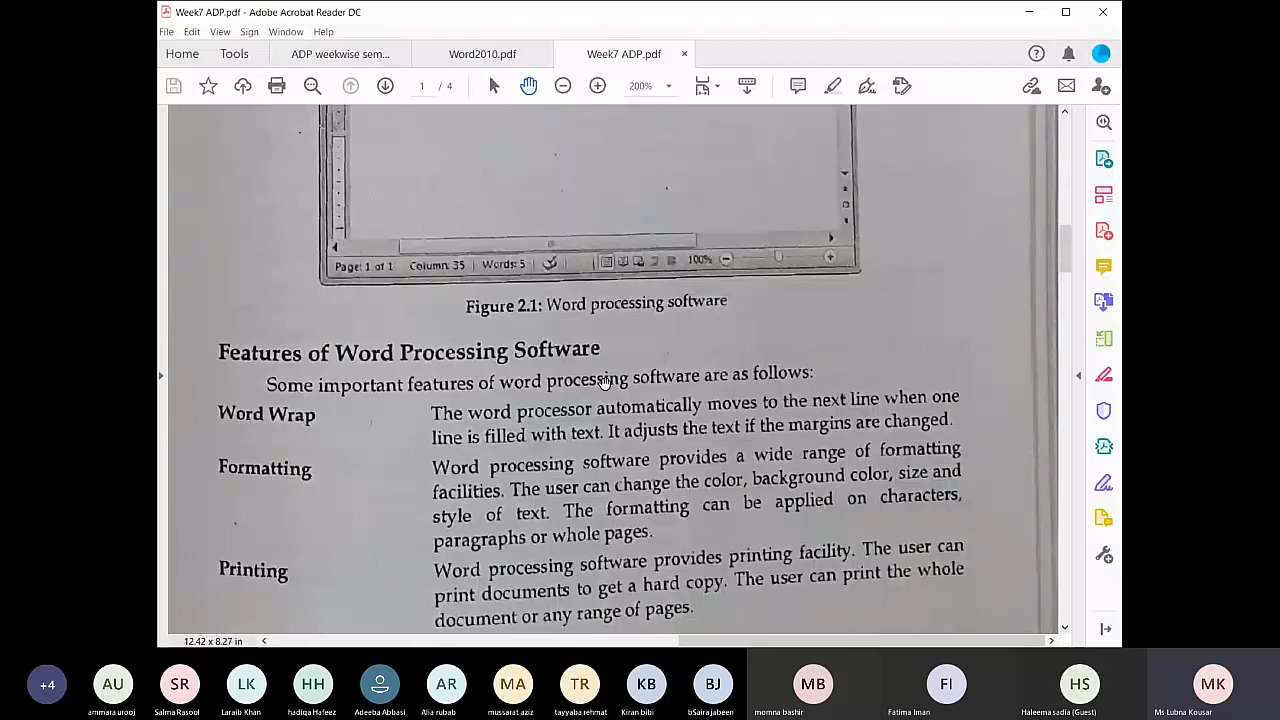 Week7 ADP.pdf - Adobe Acrobat Reader DC
File Edit View Sign Window Help
Home Tools ADP weekwise sem... Word2010.pdf Week7 ADP.pdf ×
1 / 4 200%
Page: 1 of 1 Column: 35 Words: 5 100%
Figure 2.1: Word processing software
Features of Word Processing Software
Some important features of word processing software are as follows:
Word Wrap The word processor automatically moves to the next line when one
line is filled with text. It adjusts the text if the margins are changed.
Formatting Word processing software provides a wide range of formatting
facilities. The user can change the color, background color, size and
style of text. The formatting can be applied on characters,
paragraphs or whole pages.
Printing Word processing software provides printing facility. The user can
print documents to get a hard copy. The user can print the whole
document or any range of pages.
12.42 x 8.27 in
+4 AU SR LK HH AR MA TR KB BJ MB FI HS MK
ammara urooj Salma Rasool Laraib Khan hadiqa Hafeez Adeeba Abbasi Alia rubab mussarat aziz tayyaba rehmat Kiran bibi bSaira jabeen momna bashir Fatima Iman Haleema sadia (Guest) Ms Lubna Kousar